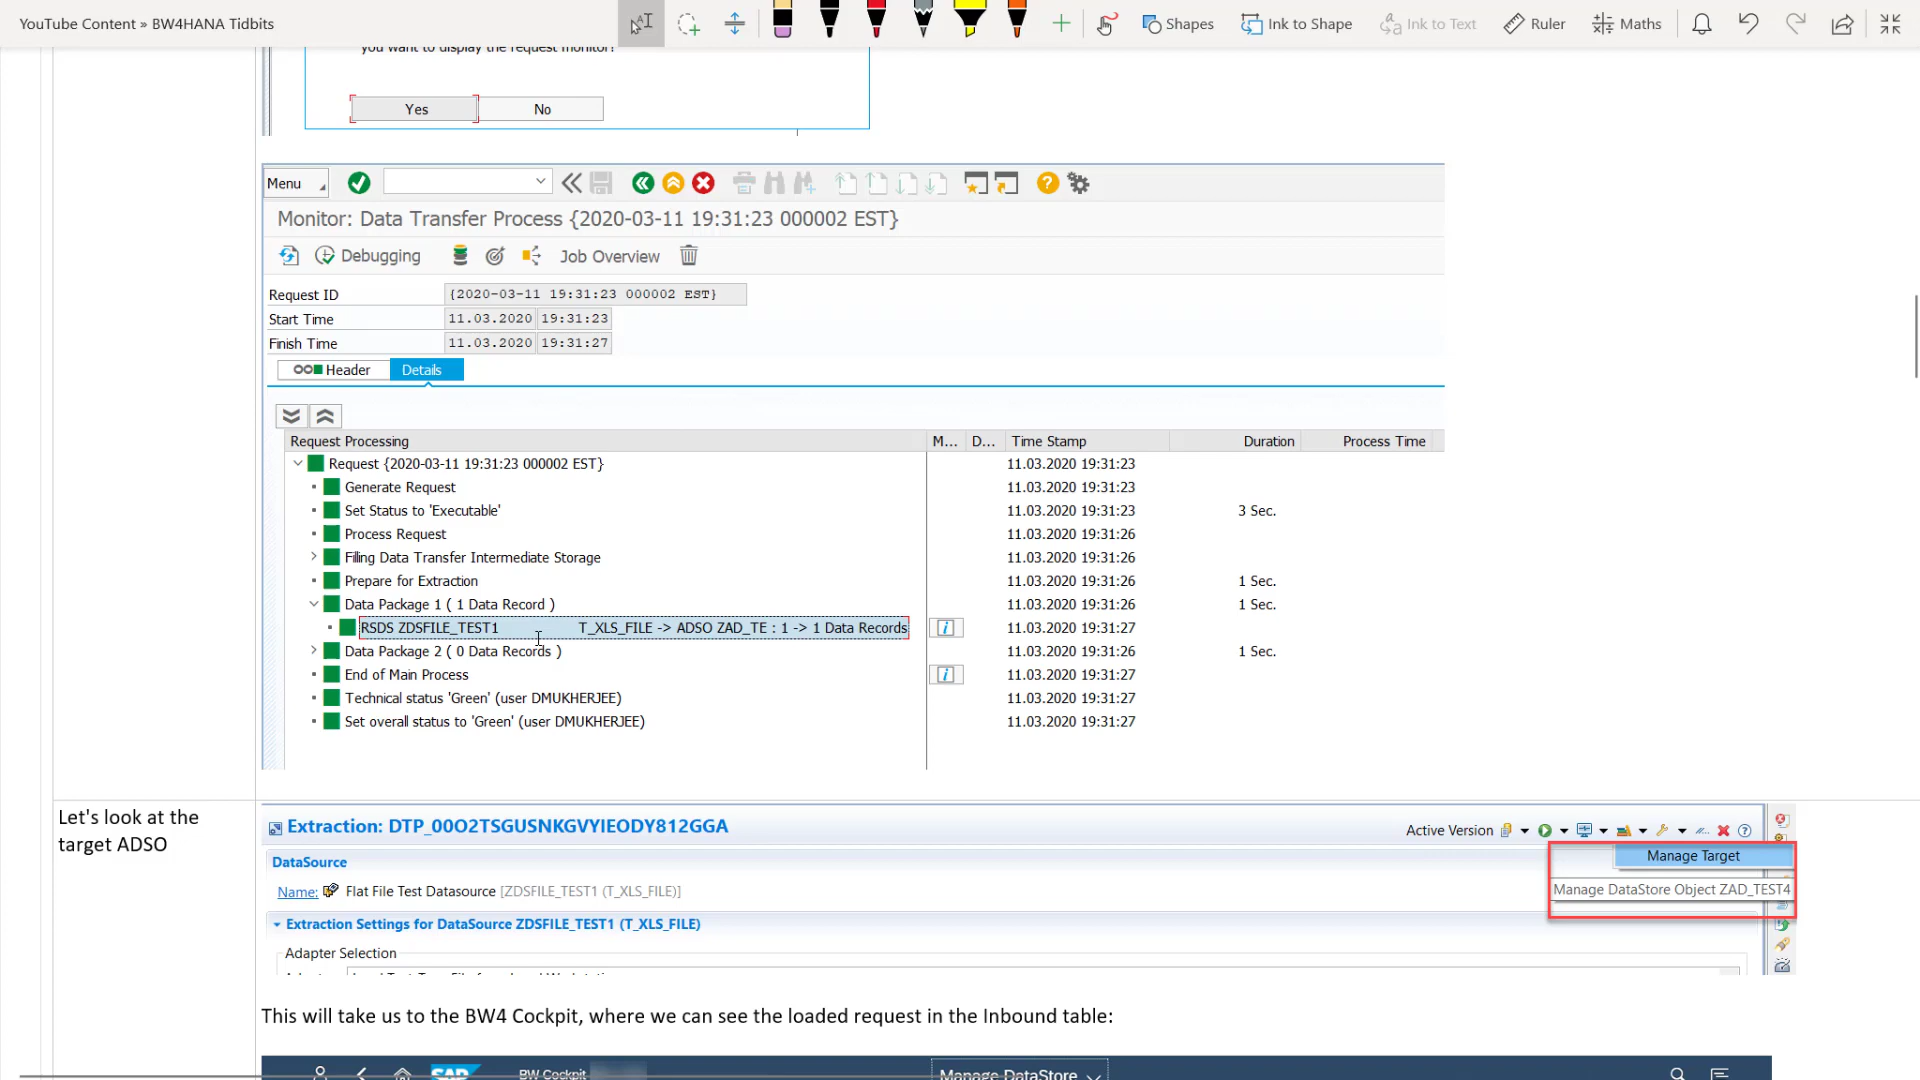 YouTube Content » BW4HANA Tidbits
Shapes
Ink to Shape
Ink to Text
Ruler
Maths
you want to display the request monitor?
Yes
No
Menu
Monitor: Data Transfer Process {2020-03-11 19:31:23 000002 EST}
Debugging
Job Overview
Request ID {2020-03-11 19:31:23 000002 EST}
Start Time 11.03.2020 19:31:23
Finish Time 11.03.2020 19:31:27
Header Details
Request Processing M... D... Time Stamp Duration Process Time
Request {2020-03-11 19:31:23 000002 EST} 11.03.2020 19:31:23
Generate Request 11.03.2020 19:31:23
Set Status to 'Executable' 11.03.2020 19:31:23 3 Sec.
Process Request 11.03.2020 19:31:26
Filling Data Transfer Intermediate Storage 11.03.2020 19:31:26
Prepare for Extraction 11.03.2020 19:31:26 1 Sec.
Data Package 1 ( 1 Data Record ) 11.03.2020 19:31:26 1 Sec.
RSDS ZDSFILE_TEST1 T_XLS_FILE -> ADSO ZAD_TE : 1 -> 1 Data Records 11.03.2020 19:31:27
Data Package 2 ( 0 Data Records ) 11.03.2020 19:31:26 1 Sec.
End of Main Process 11.03.2020 19:31:27
Technical status 'Green' (user DMUKHERJEE) 11.03.2020 19:31:27
Set overall status to 'Green' (user DMUKHERJEE) 11.03.2020 19:31:27
Let's look at the
target ADSO
Extraction: DTP_00O2TSGUSNKGVYIEODY812GGA
Active Version
Manage Target
Manage DataStore Object ZAD_TEST4
DataSource
Name: Flat File Test Datasource [ZDSFILE_TEST1 (T_XLS_FILE)]
Extraction Settings for DataSource ZDSFILE_TEST1 (T_XLS_FILE)
Adapter Selection
This will take us to the BW4 Cockpit, where we can see the loaded request in the Inbound table:
SAP BW Cockpit Manage DataStore